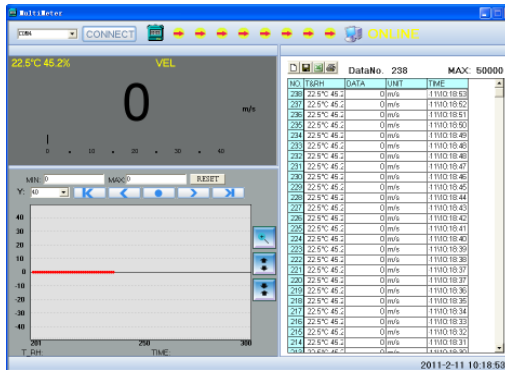 MultiMeter
COM4 CONNECT ONLINE
22.5°C 45.2% VEL
0 m/s
0 . 10 . 20 . 30 . 40
MIN: 0 MAX: 0 RESET
Y: 40
40
30
20
10
0
-10
-20
-30
-40
201 250 300
T_RH: TIME:
DataNo. 238 MAX: 50000
NO. T&RH DATA UNIT TIME
238 22.5°C 45.2 0 m/s -11\10:18:53
237 22.5°C 45.2 0 m/s -11\10:18:52
236 22.5°C 45.2 0 m/s -11\10:18:51
235 22.5°C 45.2 0 m/s -11\10:18:50
234 22.5°C 45.2 0 m/s -11\10:18:49
233 22.5°C 45.2 0 m/s -11\10:18:48
232 22.5°C 45.2 0 m/s -11\10:18:48
231 22.5°C 45.2 0 m/s -11\10:18:47
230 22.5°C 45.2 0 m/s -11\10:18:46
229 22.5°C 45.2 0 m/s -11\10:18:45
228 22.5°C 45.2 0 m/s -11\10:18:44
227 22.5°C 45.2 0 m/s -11\10:18:43
226 22.5°C 45.2 0 m/s -11\10:18:42
225 22.5°C 45.2 0 m/s -11\10:18:41
224 22.5°C 45.2 0 m/s -11\10:18:40
223 22.5°C 45.2 0 m/s -11\10:18:39
222 22.5°C 45.2 0 m/s -11\10:18:38
221 22.5°C 45.2 0 m/s -11\10:18:37
220 22.5°C 45.2 0 m/s -11\10:18:37
219 22.5°C 45.2 0 m/s -11\10:18:36
218 22.5°C 45.2 0 m/s -11\10:18:35
217 22.5°C 45.2 0 m/s -11\10:18:34
216 22.5°C 45.2 0 m/s -11\10:18:33
215 22.5°C 45.2 0 m/s -11\10:18:32
214 22.5°C 45.2 0 m/s -11\10:18:31
2011-2-11 10:18:53